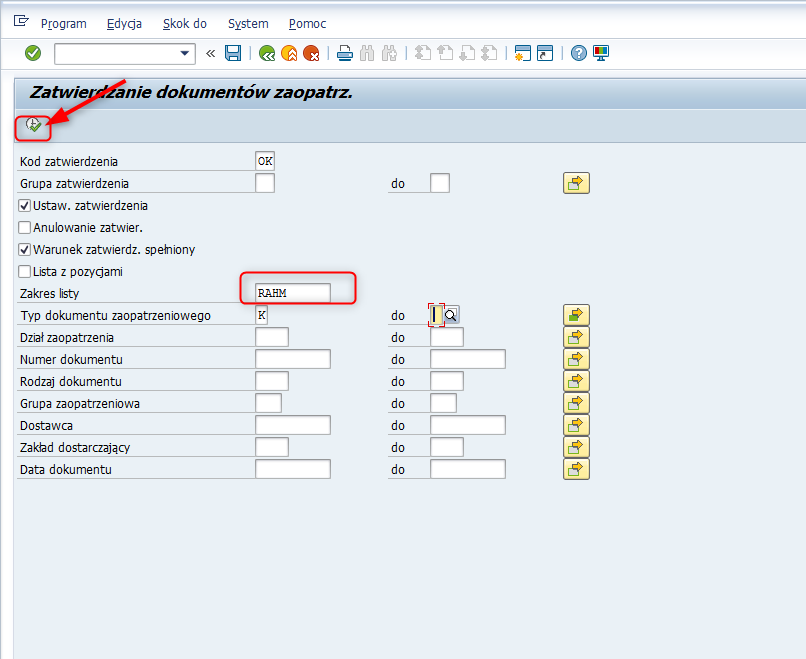 Program Edycja Skok do System Pomoc
Zatwierdzanie dokumentów zaopatrz.
Kod zatwierdzenia OK
Grupa zatwierdzenia do
Ustaw. zatwierdzenia
Anulowanie zatwier.
Warunek zatwierdz. spełniony
Lista z pozycjami
Zakres listy RAHM
Typ dokumentu zaopatrzeniowego K do
Dział zaopatrzenia do
Numer dokumentu do
Rodzaj dokumentu do
Grupa zaopatrzeniowa do
Dostawca do
Zakład dostarczający do
Data dokumentu do